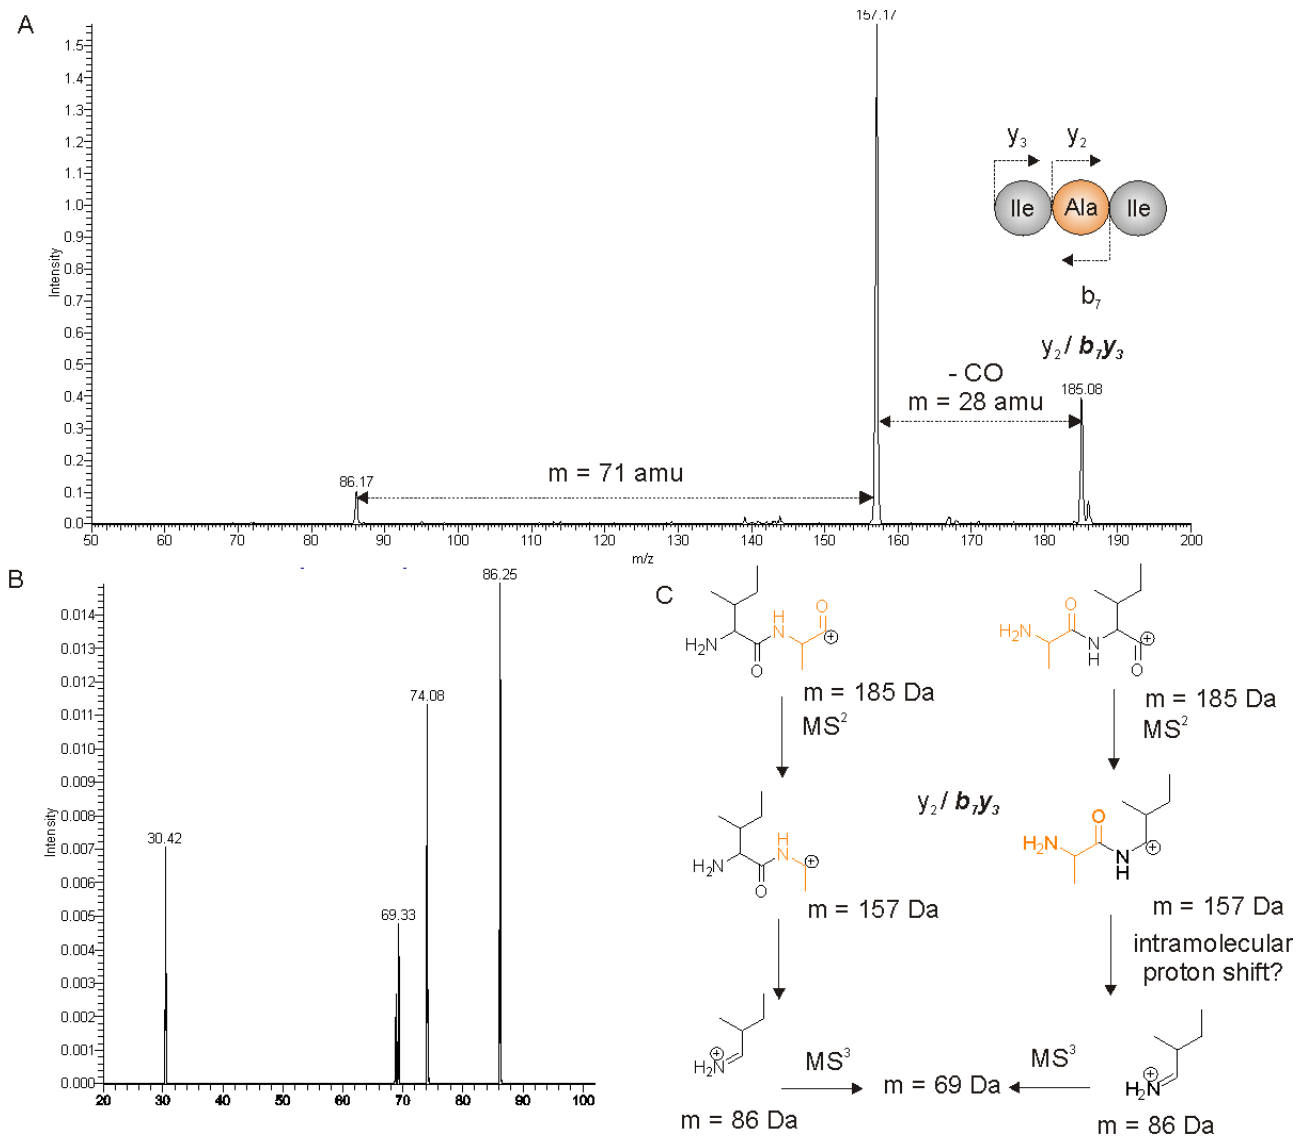 A
157.17
1.5
1.4
1.3
1.2
1.1
1.0
0.9
0.8
0.7
0.6
0.5
0.4
0.3
0.2
0.1
0.0
Intensity
50 60 70 80 90 100 110 120 130 140 150 160 170 180 190 200
m/z
86.17
m = 71 amu
- CO
m = 28 amu
185.08
y2 / b7y3
y3 y2
Ile Ala Ile
b7
B
86.25
74.08
69.33
30.42
0.014
0.013
0.012
0.011
0.010
0.009
0.008
0.007
0.006
0.005
0.004
0.003
0.002
0.001
0.000
Intensity
20 30 40 50 60 70 80 90 100
C
H2N
O
H
N
O
⊕
m = 185 Da
MS2
H2N
O
H
N
⊕
m = 157 Da
H2N
⊕
m = 86 Da
MS3
m = 69 Da
MS3
y2 / b7y3
H2N
O
N
H
O
⊕
m = 185 Da
MS2
H2N
O
N
H
⊕
m = 157 Da
intramolecular
proton shift?
H2N
⊕
m = 86 Da